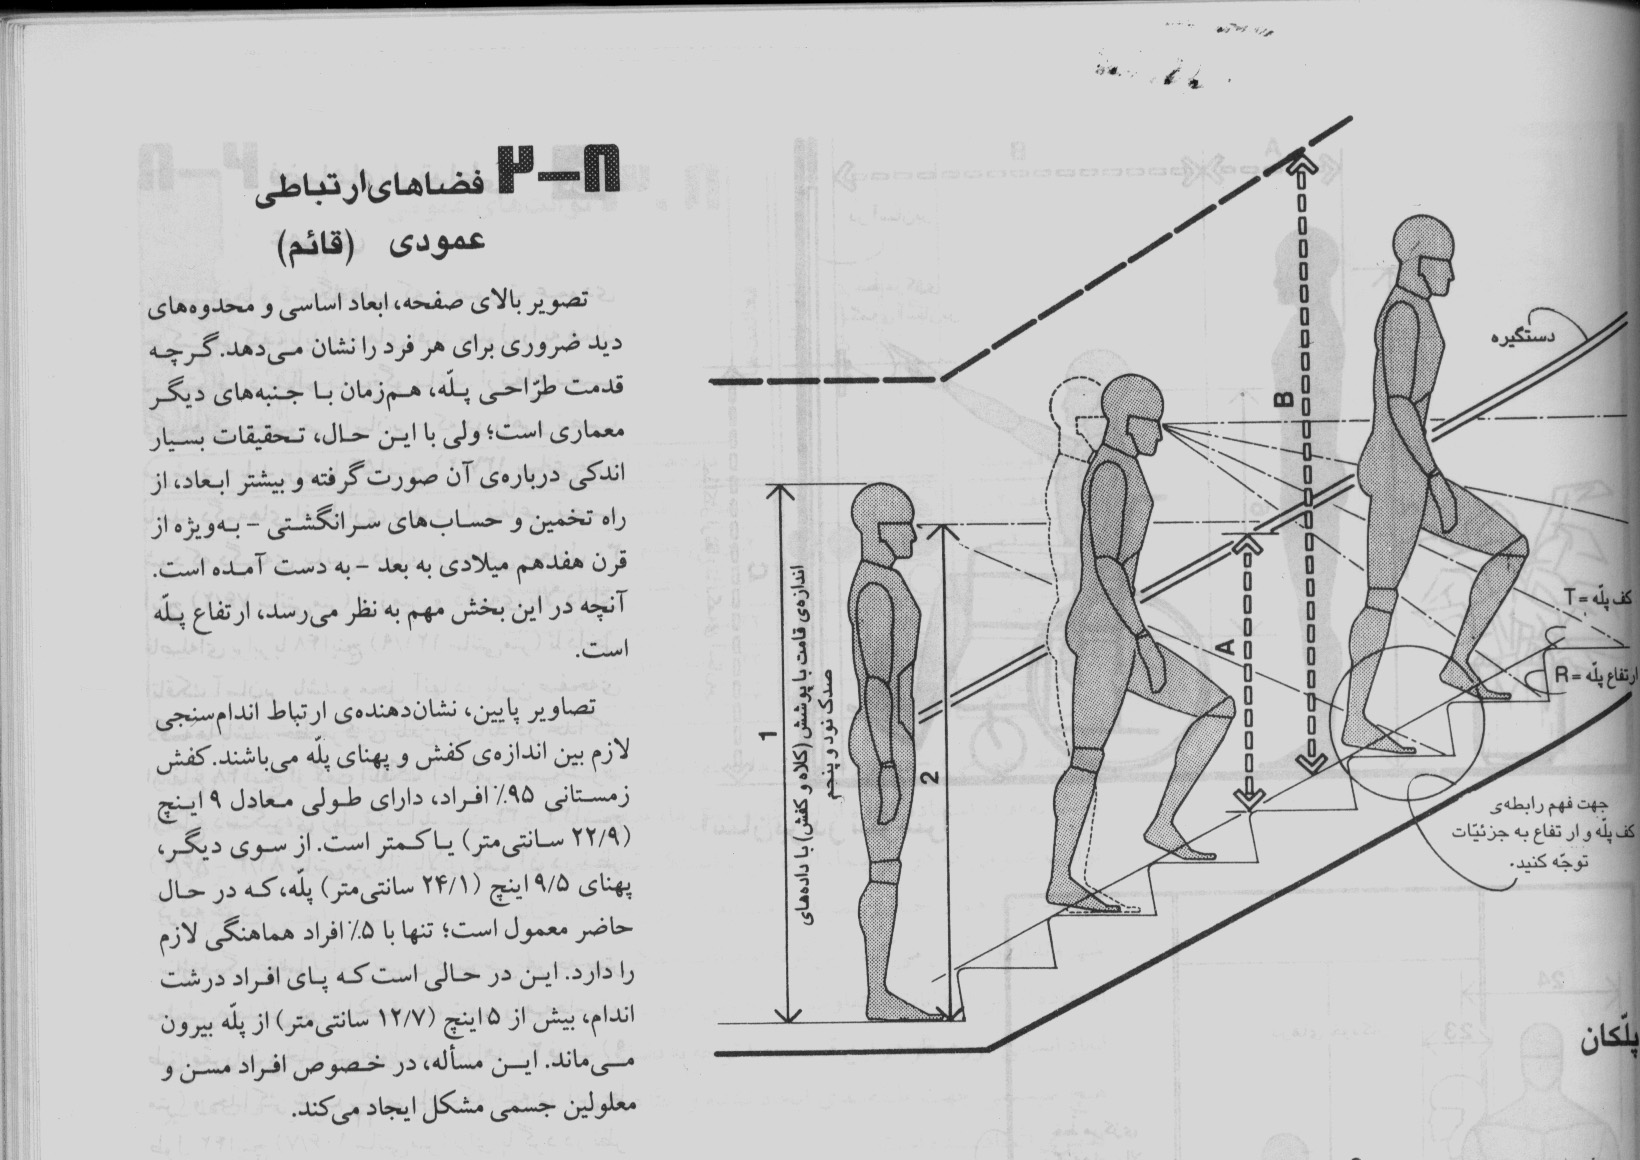 ۸-۲ فضاهای ارتباطی
عمودی (قائم)
تصویر بالای صفحه، ابعاد اساسی و محدوده‌های
دید ضروری برای هر فرد را نشان می‌دهد. گرچه
قدمت طرّاحی پلّه، هم‌زمان با جنبه‌های دیگر
معماری است؛ ولی با این حال، تحقیقات بسیار
اندکی درباره‌ی آن صورت گرفته و بیشتر ابعاد، از
راه تخمین و حساب‌های سرانگشتی - به‌ویژه از
قرن هفدهم میلادی به بعد - به دست آمده است.
آنچه در این بخش مهم به نظر می‌رسد، ارتفاع پلّه
است.
تصاویر پایین، نشان‌دهنده‌ی ارتباط اندام‌سنجی
لازم بین اندازه‌ی کفش و پهنای پلّه می‌باشند. کفش
زمستانی ۹۵٪ افراد، دارای طولی معادل ۹ اینچ
(۲۲/۹ سانتی‌متر) یا کمتر است. از سوی دیگر،
پهنای ۹/۵ اینچ (۲۴/۱ سانتی‌متر) پلّه، که در حال
حاضر معمول است؛ تنها با ۵٪ افراد هماهنگی لازم
را دارد. این در حالی است که پای افراد درشت
اندام، بیش از ۵ اینچ (۱۲/۷ سانتی‌متر) از پلّه بیرون
می‌ماند. این مسأله، در خصوص افراد مسن و
معلولین جسمی مشکل ایجاد می‌کند.
دستگیره
B
A
کف پلّه = T
ارتفاع پلّه = R
1
اندازه‌ی قامت با پوشش (کلاه و کفش) با داده‌های
صدک نود و پنجم
2
جهت فهم رابطه‌ی
کف پلّه و ارتفاع به جزئیّات
توجّه کنید.
پلّکان